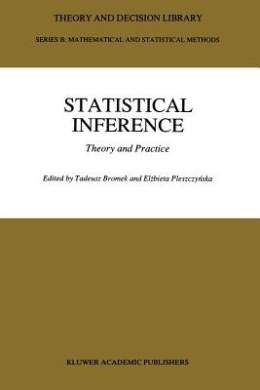 THEORY AND DECISION LIBRARY
SERIES B: MATHEMATICAL AND STATISTICAL METHODS
STATISTICAL
INFERENCE
Theory and Practice
Edited by Tadeusz Bromek and Elżbieta Pleszczyńska
KLUWER ACADEMIC PUBLISHERS